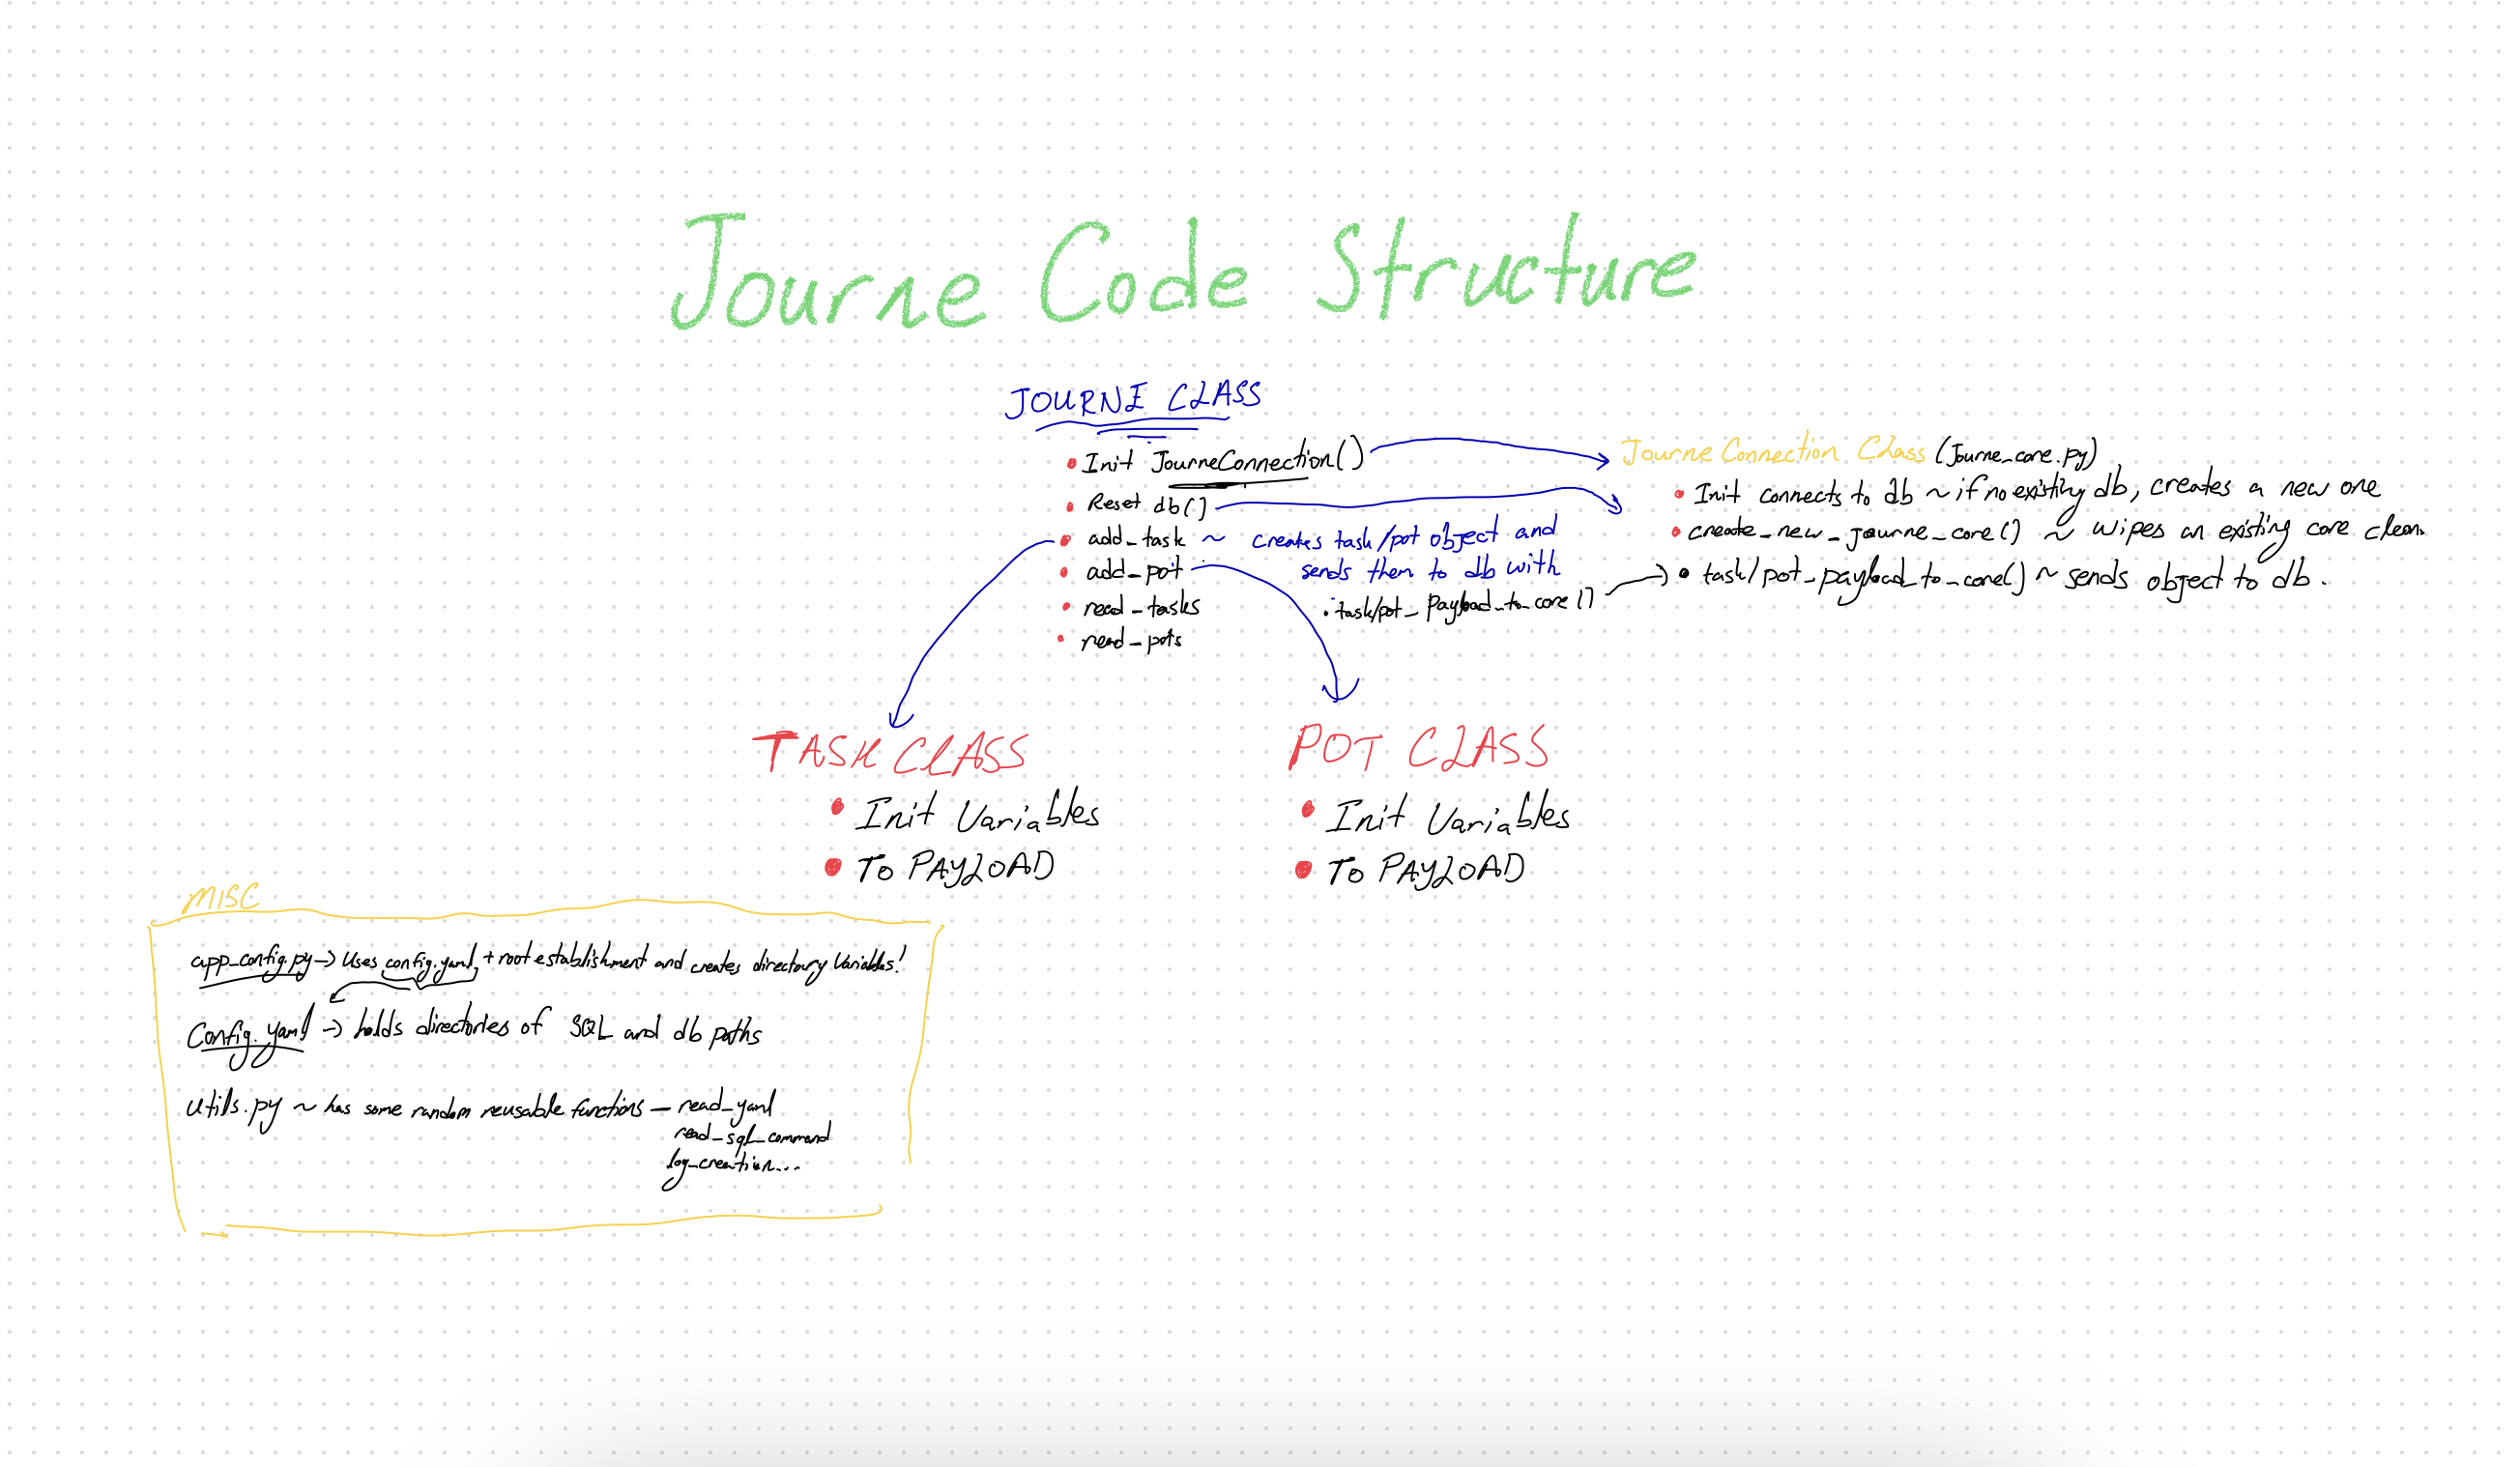 Journe Code Structure
JOURNE CLASS
• Init JourneConnection()
• Reset db()
• add_task ~ creates task/pot object and
sends them to db with
• task/pot_payload_to_core()
• add_pot
• read_tasks
• read_pots
Journe Connection Class (Journe_core.py)
• Init connects to db ~ if no existing db, creates a new one
• create_new_journe_core() ~ wipes an existing core clean.
• task/pot_payload_to_core() ~ sends object to db.
TASK CLASS
• Init Variables
• To PAYLOAD
POT CLASS
• Init Variables
• To PAYLOAD
MISC
app_config.py → Uses config.yaml + root establishment and creates directoury Variables!
Config.yaml → holds directories of SQL and db paths
Utils.py ~ has some random reusable functions — read_yaml
read_sql_command
log_creation...